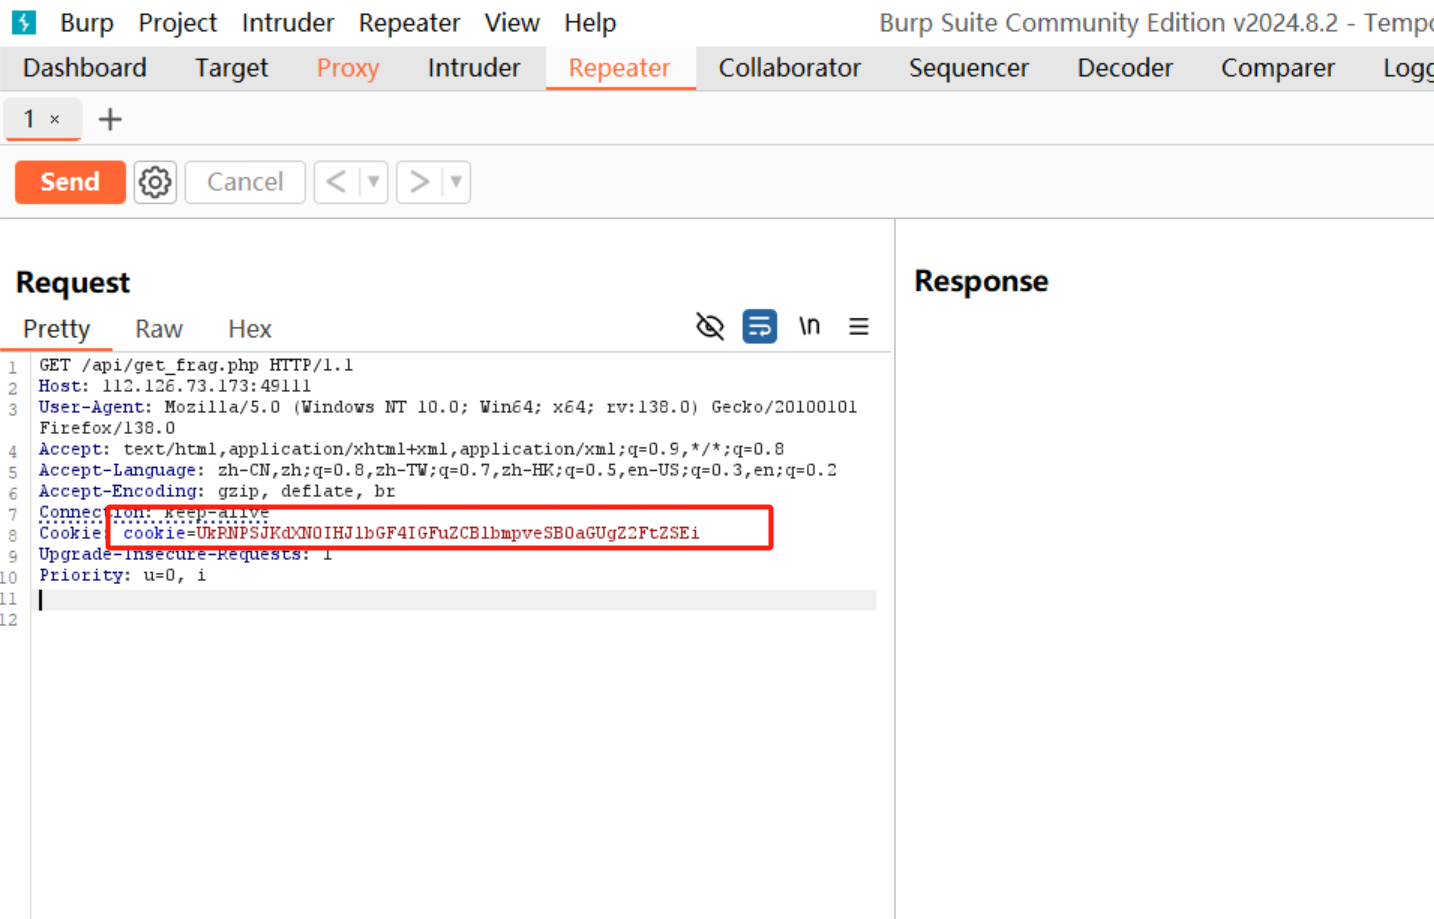 Burp Project Intruder Repeater View Help Burp Suite Community Edition v2024.8.2 - Tempo
Dashboard Target Proxy Intruder Repeater Collaborator Sequencer Decoder Comparer Logg
1 × +
Send Cancel < >
Request Response
Pretty Raw Hex \n
1 GET /api/get_frag.php HTTP/1.1
2 Host: 112.126.73.173:49111
3 User-Agent: Mozilla/5.0 (Windows NT 10.0; Win64; x64; rv:138.0) Gecko/20100101
Firefox/138.0
4 Accept: text/html,application/xhtml+xml,application/xml;q=0.9,*/*;q=0.8
5 Accept-Language: zh-CN,zh;q=0.8,zh-TW;q=0.7,zh-HK;q=0.5,en-US;q=0.3,en;q=0.2
6 Accept-Encoding: gzip, deflate, br
7 Connection: keep-alive
8 Cookie: cookie=UkRNPSJKdXN0IHJlbGF4IGFuZCBlbmpveSB0aGUgZ2FtZSEi
9 Upgrade-Insecure-Requests: 1
10 Priority: u=0, i
11
12